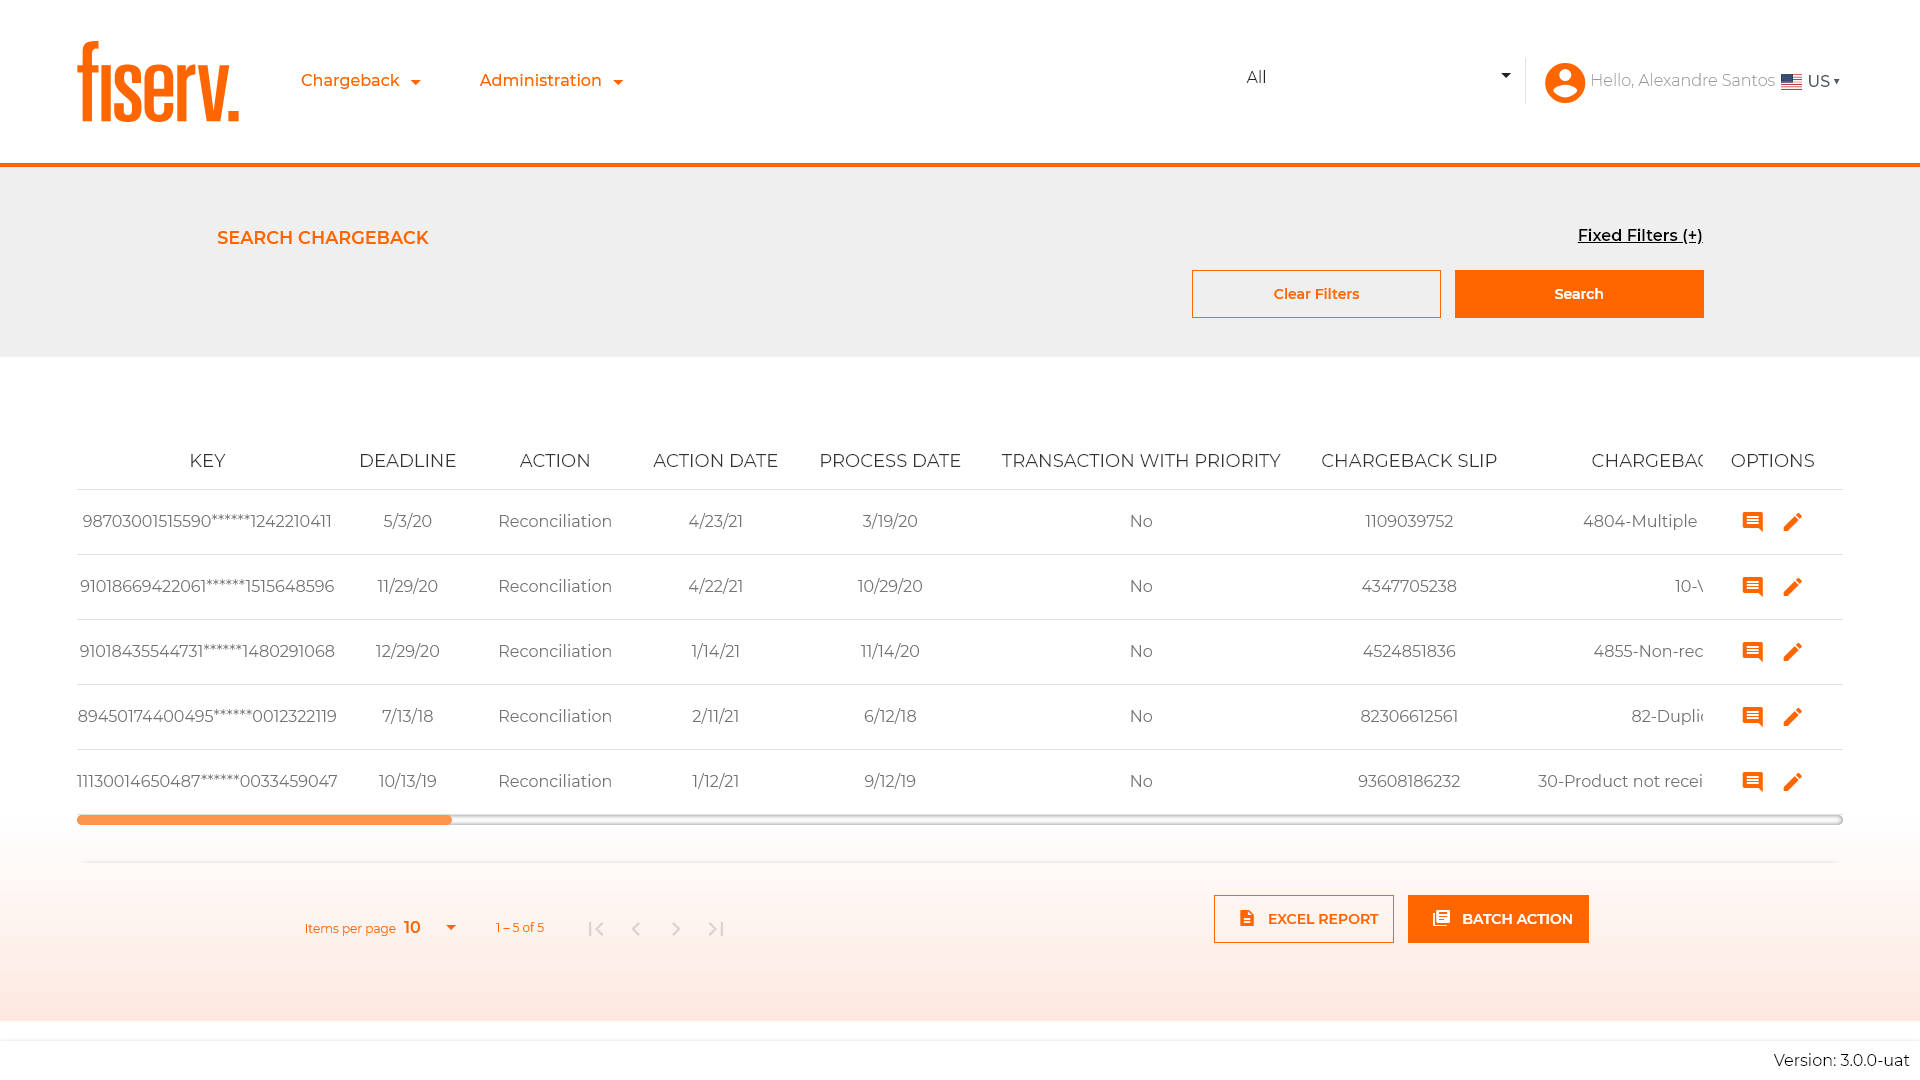 fiserv.
Chargeback
Administration
All
Hello, Alexandre Santos
US
SEARCH CHARGEBACK
Fixed Filters (+)
Clear Filters
Search
KEY DEADLINE ACTION ACTION DATE PROCESS DATE TRANSACTION WITH PRIORITY CHARGEBACK SLIP CHARGEBAC OPTIONS
98703001515590******1242210411 5/3/20 Reconciliation 4/23/21 3/19/20 No 1109039752 4804-Multiple
91018669422061******1515648596 11/29/20 Reconciliation 4/22/21 10/29/20 No 4347705238 10-V
91018435544731******1480291068 12/29/20 Reconciliation 1/14/21 11/14/20 No 4524851836 4855-Non-rec
89450174400495******0012322119 7/13/18 Reconciliation 2/11/21 6/12/18 No 82306612561 82-Duplic
11130014650487******0033459047 10/13/19 Reconciliation 1/12/21 9/12/19 No 93608186232 30-Product not recei
Items per page 10
1 – 5 of 5
EXCEL REPORT
BATCH ACTION
Version: 3.0.0-uat